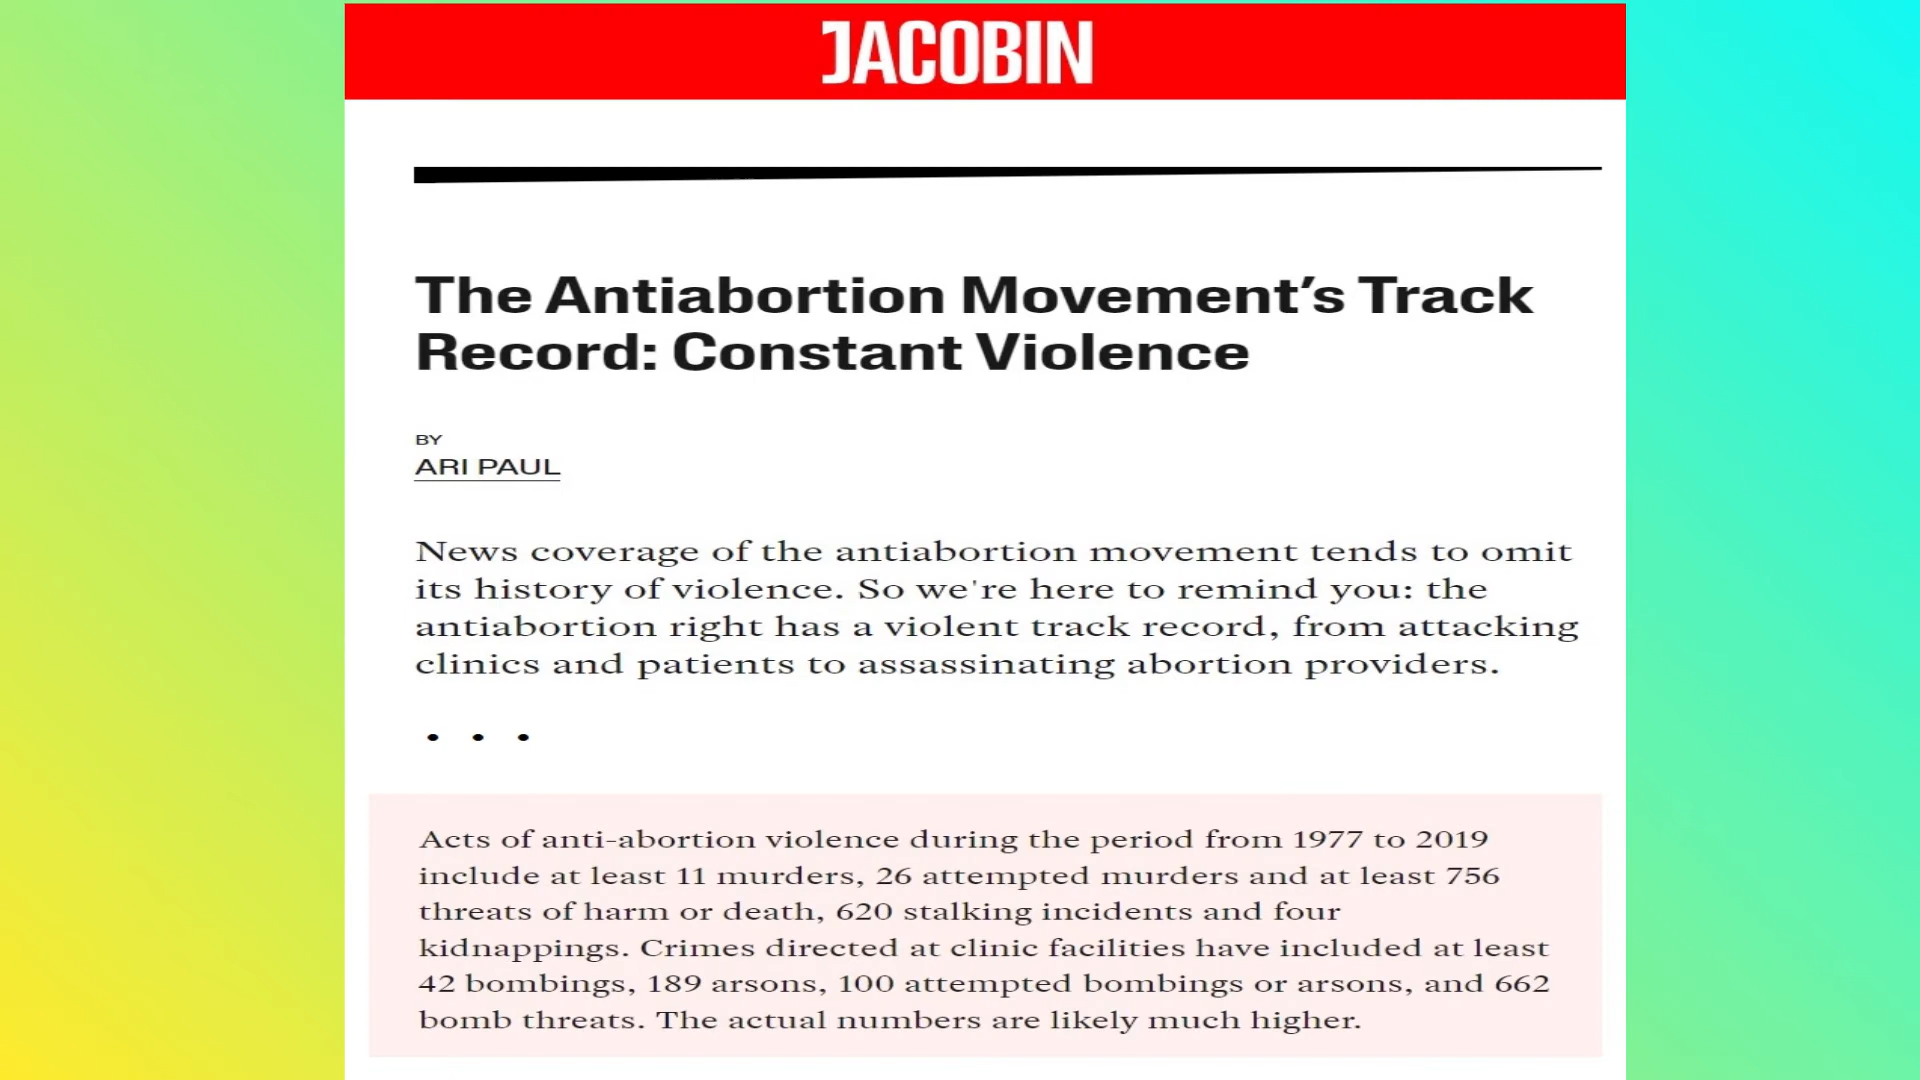 JACOBIN
The Antiabortion Movement’s Track
Record: Constant Violence
BY
ARI PAUL
News coverage of the antiabortion movement tends to omit
its history of violence. So we're here to remind you: the
antiabortion right has a violent track record, from attacking
clinics and patients to assassinating abortion providers.
• • •
Acts of anti-abortion violence during the period from 1977 to 2019
include at least 11 murders, 26 attempted murders and at least 756
threats of harm or death, 620 stalking incidents and four
kidnappings. Crimes directed at clinic facilities have included at least
42 bombings, 189 arsons, 100 attempted bombings or arsons, and 662
bomb threats. The actual numbers are likely much higher.